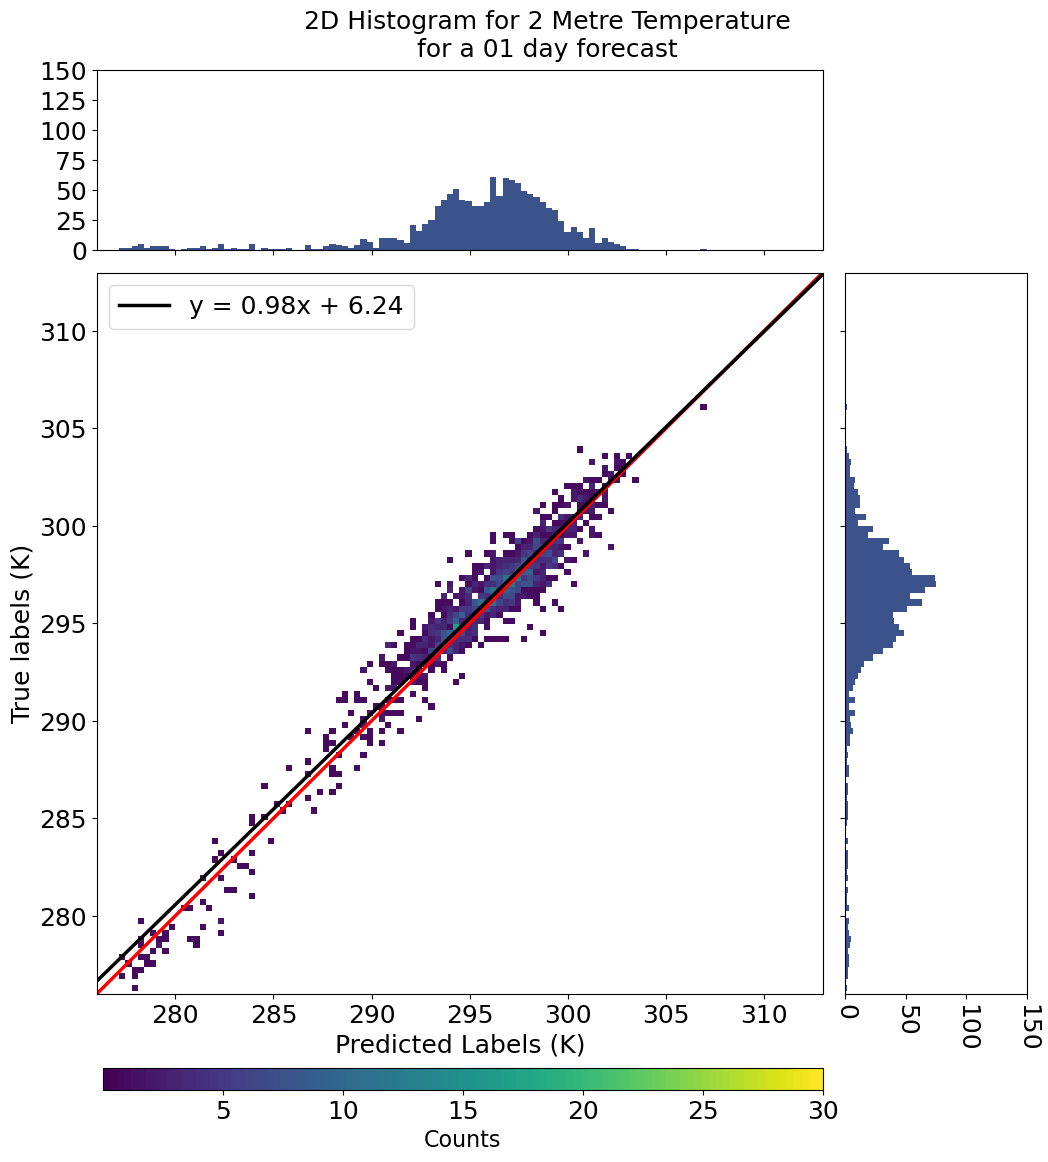 2D Histogram for 2 Metre Temperature
for a 01 day forecast
150
125
100
75
50
25
0
y = 0.98x + 6.24
310
305
300
295
290
285
280
True labels (K)
280 285 290 295 300 305 310
Predicted Labels (K)
0 50 100 150
5 10 15 20 25 30
Counts